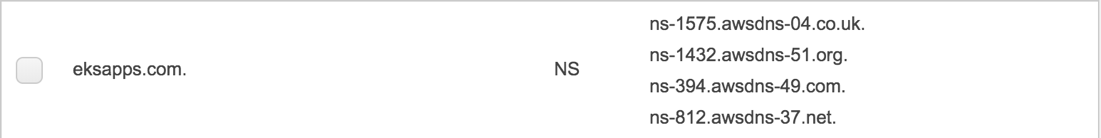 eksapps.com. NS
ns-1575.awsdns-04.co.uk.
ns-1432.awsdns-51.org.
ns-394.awsdns-49.com.
ns-812.awsdns-37.net.